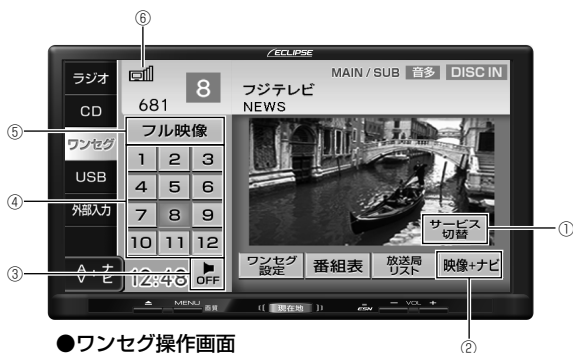 ⑥
ECLIPSE
ラジオ
CD
ワンセグ
USB
外部入力
8
681
フジテレビ
NEWS
MAIN / SUB 音多 DISC IN
⑤
フル映像
④
1 2 3
4 5 6
7 8 9
10 11 12
③
12:48
OFF
サービス
切替
①
ワンセグ
設定
番組表
放送局
リスト
映像+ナビ
②
MENU
画質
現在地
ESN
− VOL +
●ワンセグ操作画面